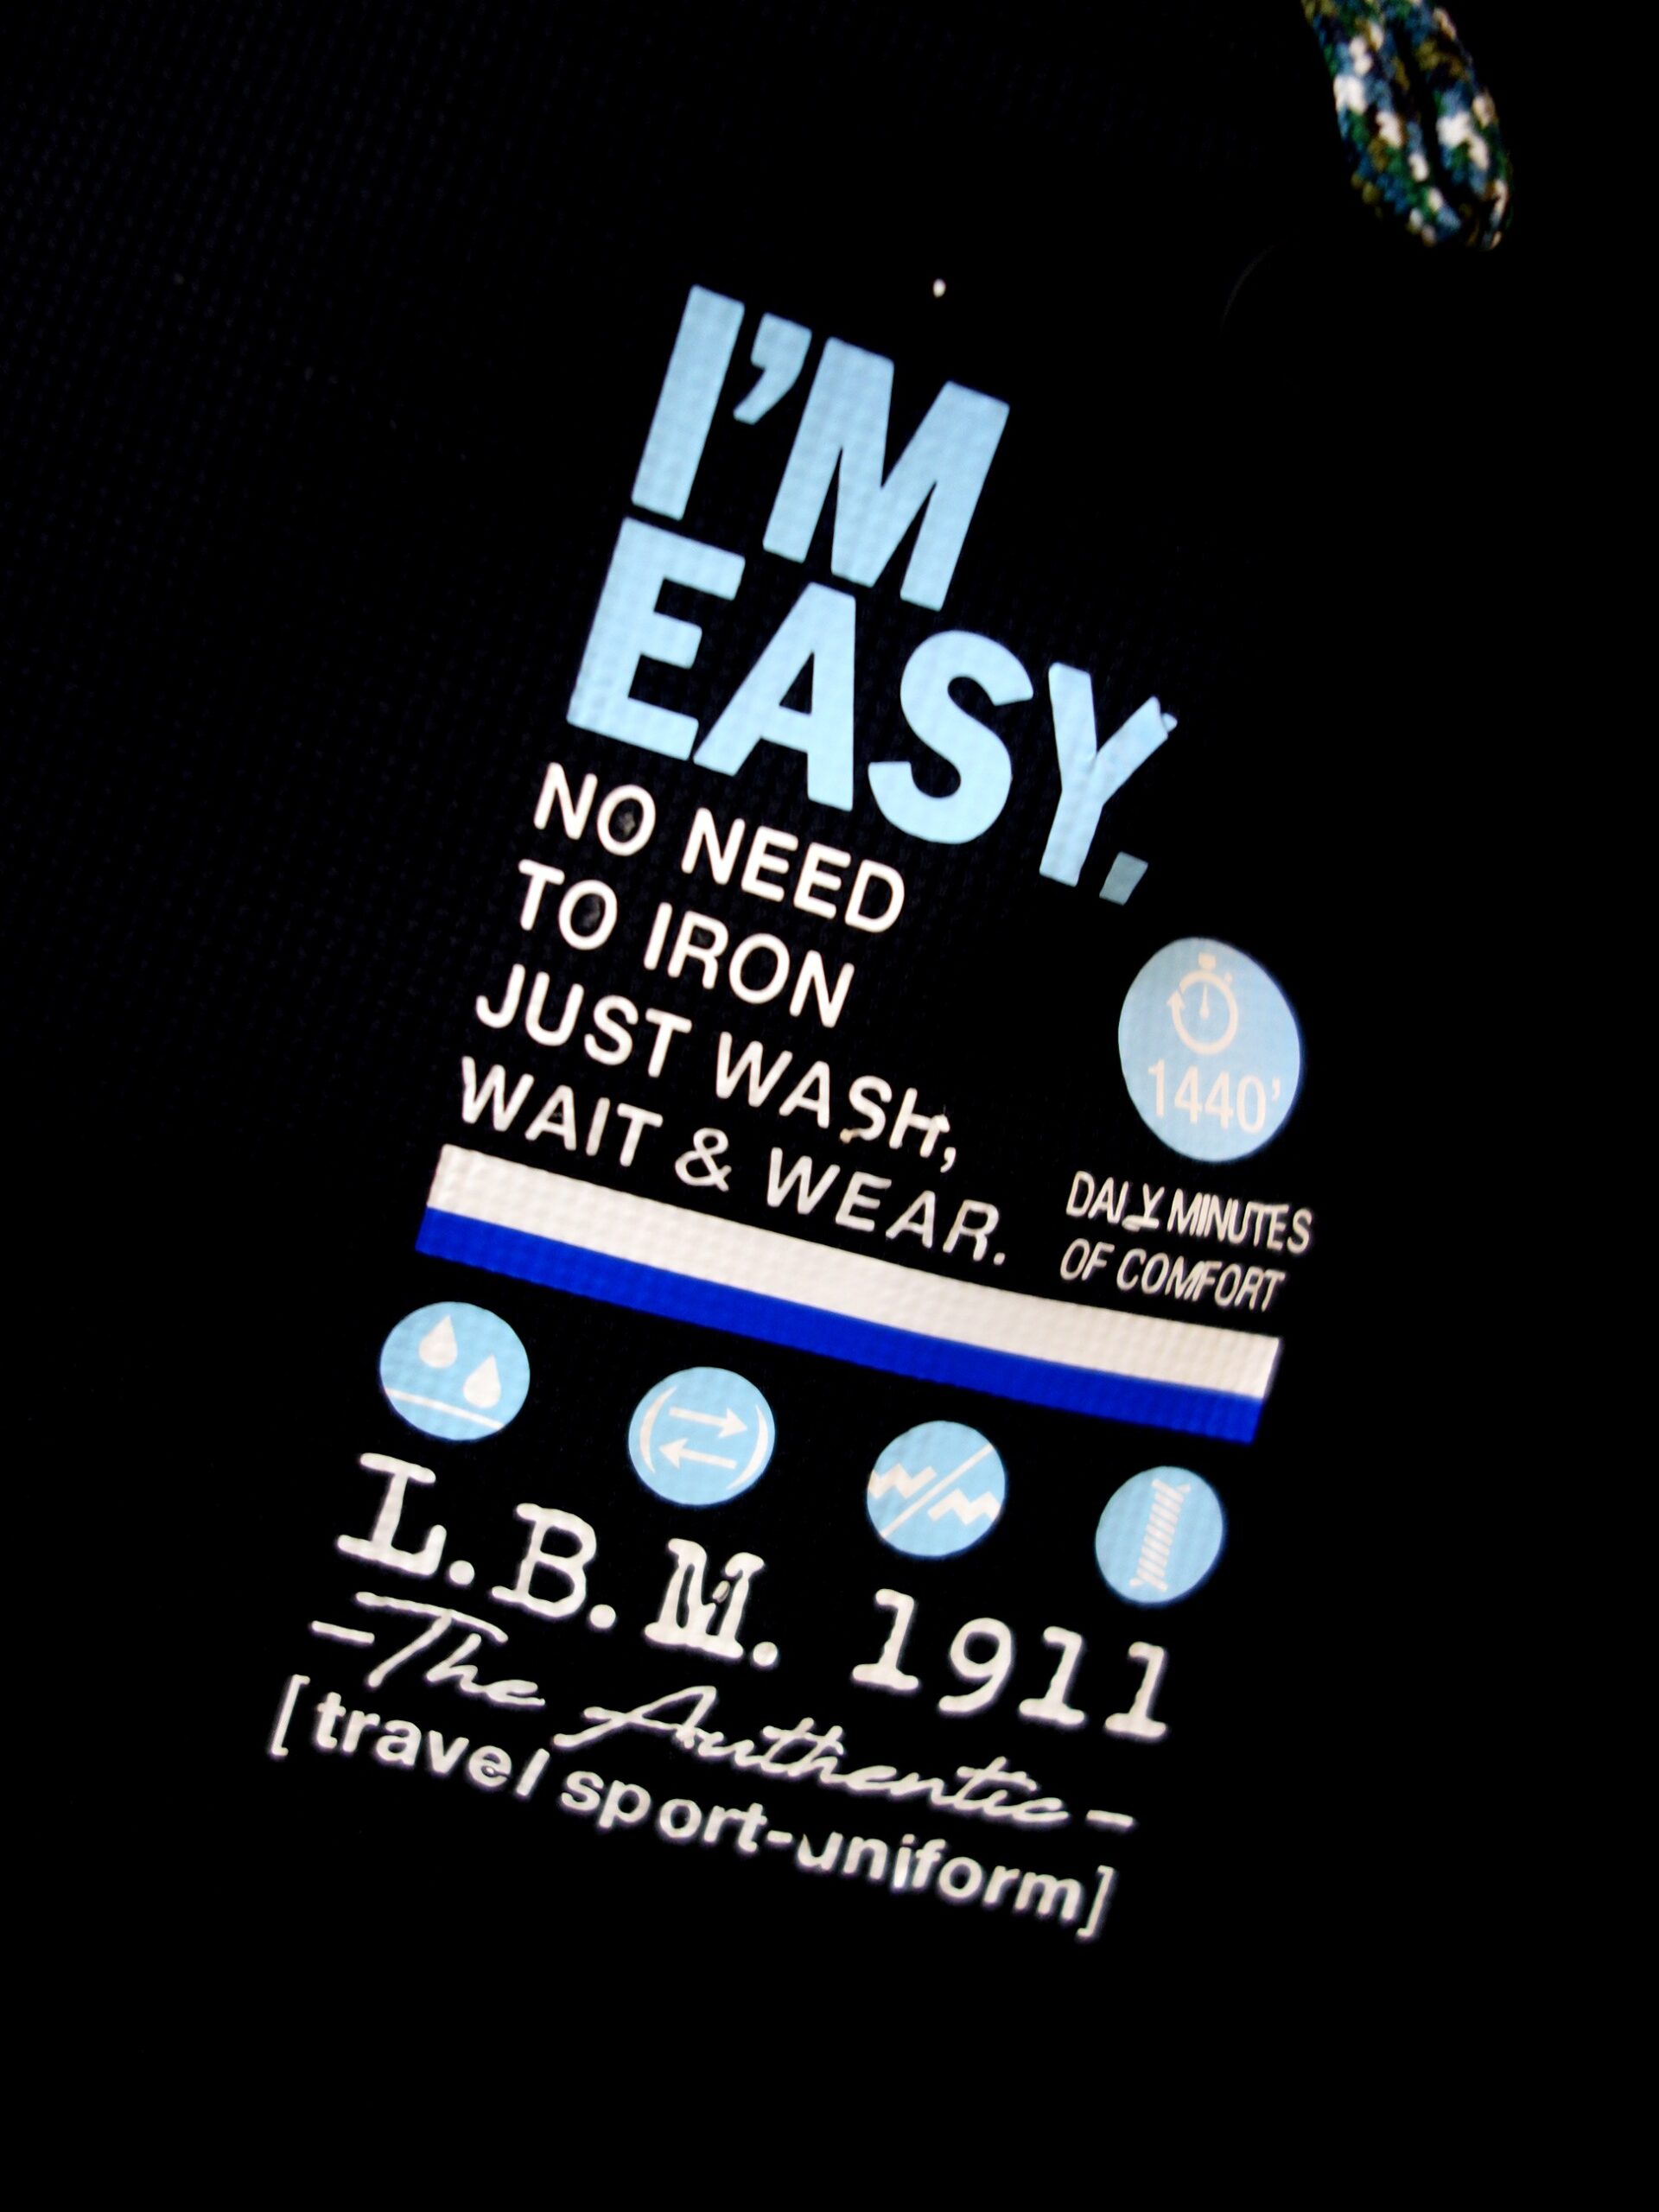 I'M
EASY.
NO NEED
TO IRON
JUST WASH,
WAIT & WEAR.
1440'
DAILY MINUTES
OF COMFORT
L.B.M. 1911
-The Authentic-
[travel sport-uniform]